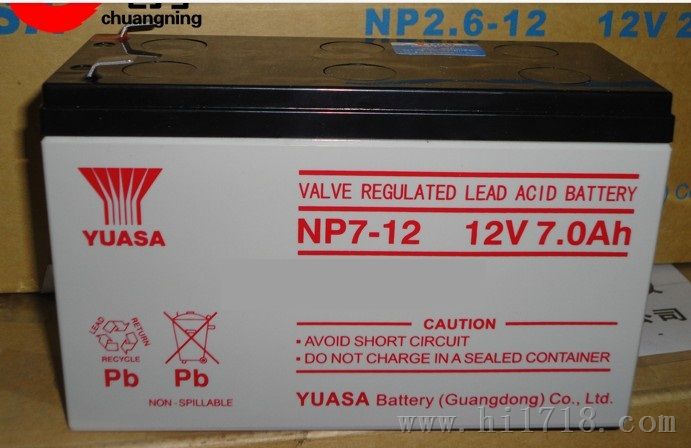 chuangning
NP2.6-12 12V 2
YUASA
VALVE REGULATED LEAD ACID BATTERY
NP7-12 12V 7.0Ah
CAUTION
• AVOID SHORT CIRCUIT
• DO NOT CHARGE IN A SEALED CONTAINER
LEAD RETURN
RECYCLE
Pb Pb
NON-SPILLABLE
YUASA Battery (Guangdong) Co., Ltd.
www.hi1718.com